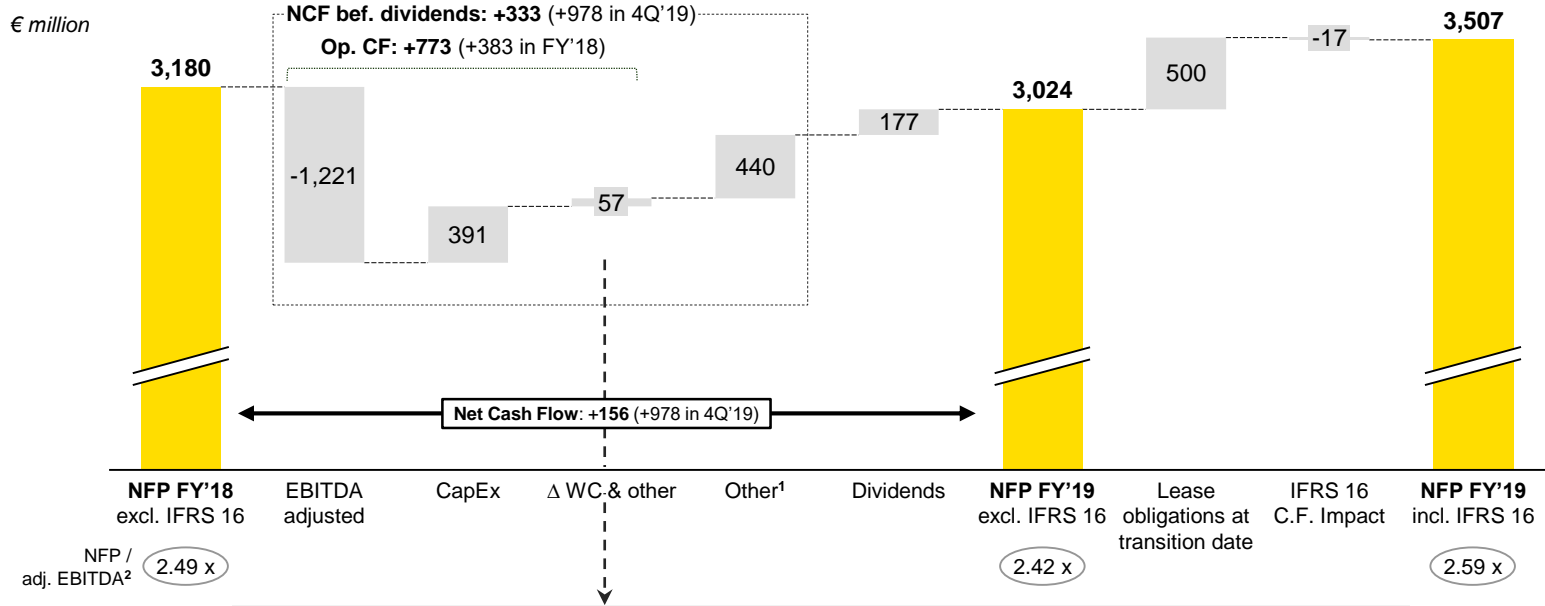 € million
NCF bef. dividends: +333 (+978 in 4Q’19)
Op. CF: +773 (+383 in FY’18)
3,180
-1,221
391
57
440
177
3,024
500
-17
3,507
Net Cash Flow: +156 (+978 in 4Q’19)
NFP FY’18
excl. IFRS 16
EBITDA
adjusted
CapEx
Δ WC & other
Other¹
Dividends
NFP FY’19
excl. IFRS 16
Lease
obligations at
transition date
IFRS 16
C.F. Impact
NFP FY’19
incl. IFRS 16
NFP /
adj. EBITDA²
2.49 x
2.42 x
2.59 x